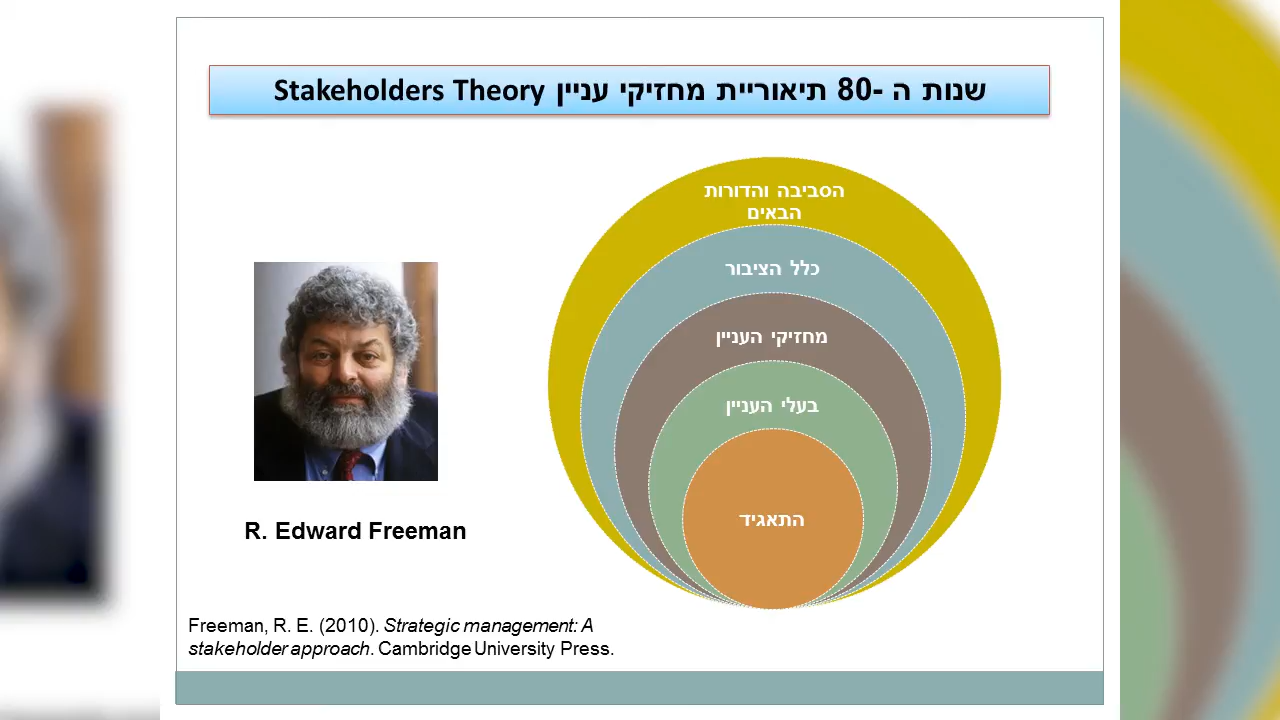 שנות ה -80 תיאוריית מחזיקי עניין Stakeholders Theory
הסביבה והדורות
הבאים
כלל הציבור
מחזיקי העניין
בעלי העניין
התאגיד
R. Edward Freeman
Freeman, R. E. (2010). Strategic management: A
stakeholder approach. Cambridge University Press.